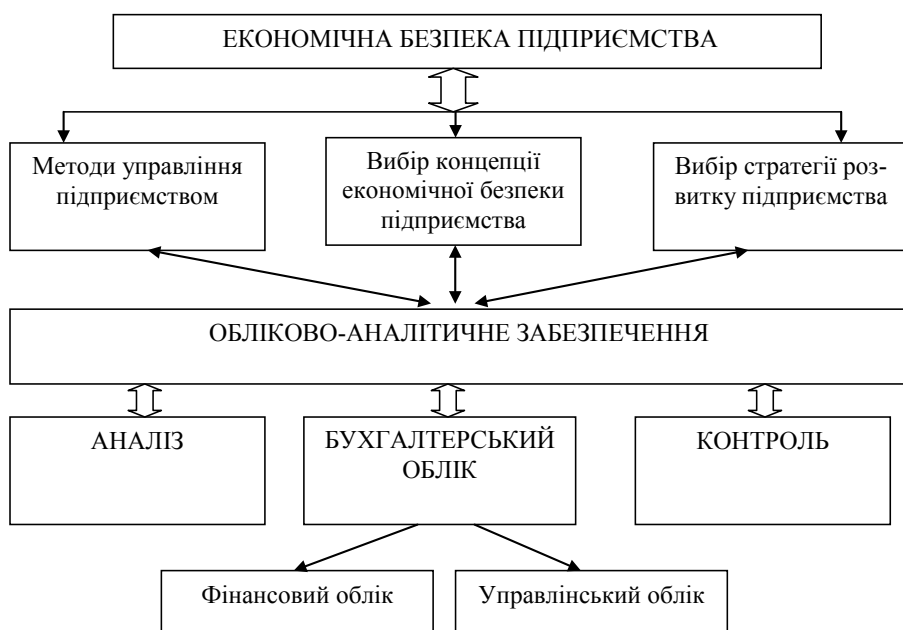 ЕКОНОМІЧНА БЕЗПЕКА ПІДПРИЄМСТВА
Методи управління
підприємством
Вибір концепції
економічної безпеки
підприємства
Вибір стратегії роз-
витку підприємства
ОБЛІКОВО-АНАЛІТИЧНЕ ЗАБЕЗПЕЧЕННЯ
АНАЛІЗ
БУХГАЛТЕРСЬКИЙ
ОБЛІК
КОНТРОЛЬ
Фінансовий облік
Управлінський облік